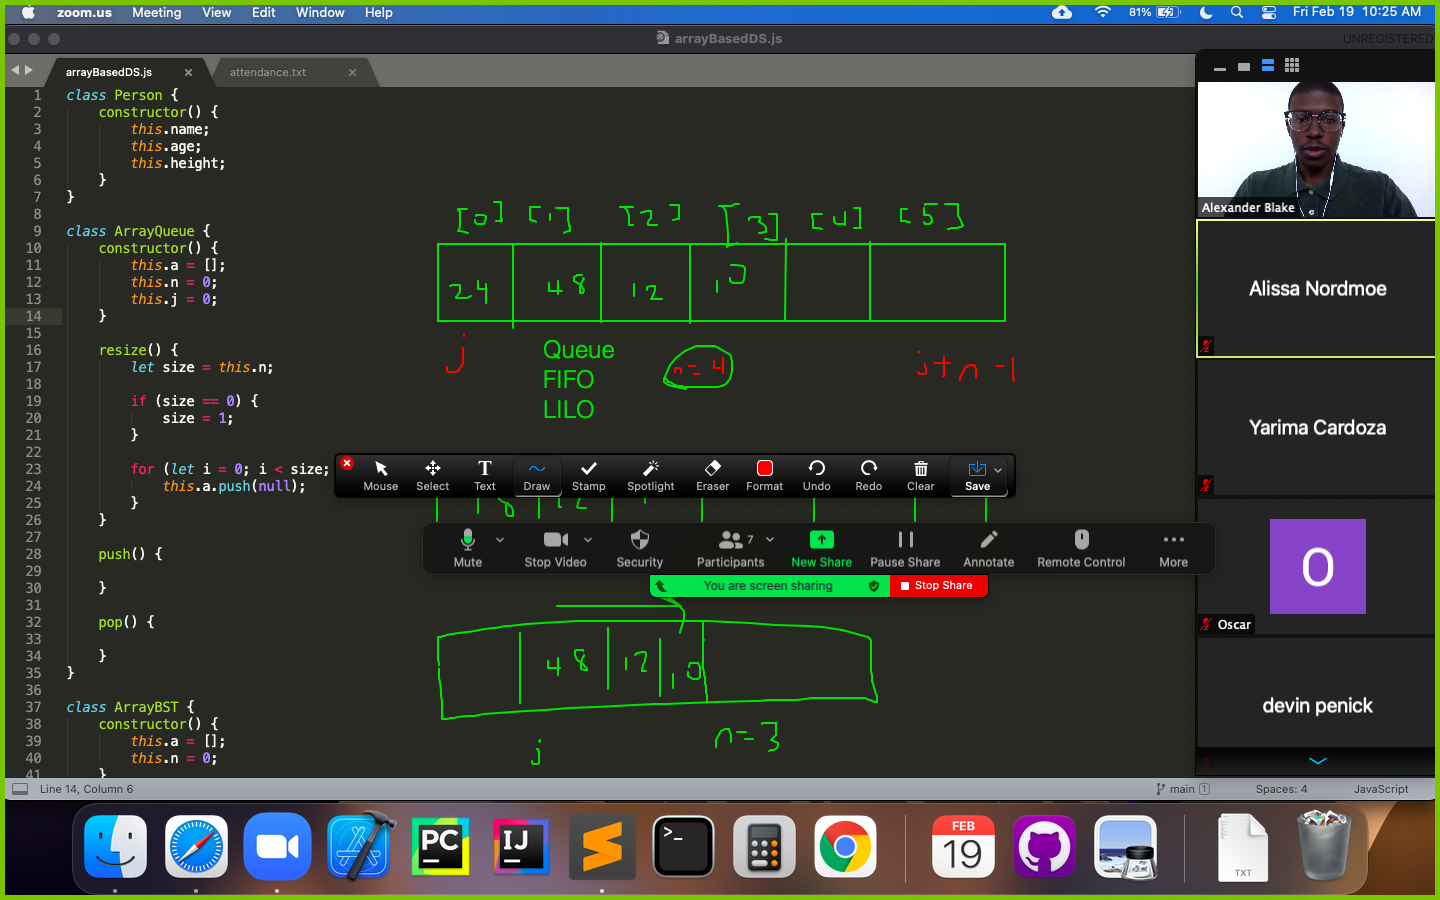 zoom.us Meeting View Edit Window Help 81% Fri Feb 19 10:25 AM
arrayBasedDS.js UNREGISTERED
arrayBasedDS.js × attendance.txt ×
1 class Person {
2 constructor() {
3 this.name;
4 this.age;
5 this.height;
6 }
7 }
8
9 class ArrayQueue {
10 constructor() {
11 this.a = [];
12 this.n = 0;
13 this.j = 0;
14 }
15
16 resize() {
17 let size = this.n;
18
19 if (size == 0) {
20 size = 1;
21 }
22
23 for (let i = 0; i < size;
24 this.a.push(null);
25 }
26 }
27
28 push() {
29
30 }
31
32 pop() {
33
34 }
35 }
36
37 class ArrayBST {
38 constructor() {
39 this.a = [];
40 this.n = 0;
41 }
[0] [1] [2] [3] [4] [5]
24 48 12 10
j
Queue
FIFO
LILO
n = 4
j + n - 1
Mouse Select Text Draw Stamp Spotlight Eraser Format Undo Redo Clear Save
Mute Stop Video Security Participants 7 New Share Pause Share Annotate Remote Control More
You are screen sharing Stop Share
48 12 10
j
n = 3
Alexander Blake
Alissa Nordmoe
Yarima Cardoza
O
Oscar
devin penick
Line 14, Column 6 main 1 Spaces: 4 JavaScript
PC
IJ
>_
FEB
19
TXT